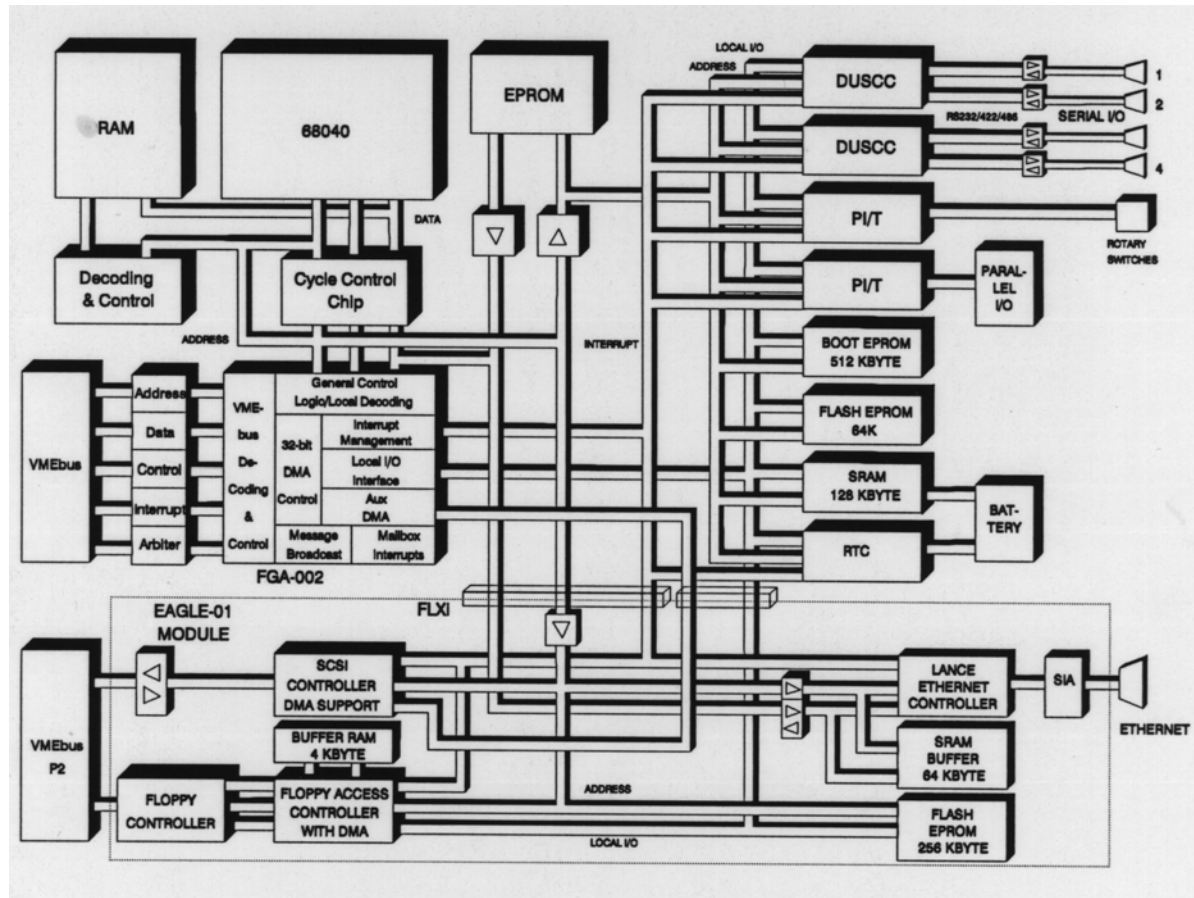 RAM
68040
EPROM
LOCAL I/O
ADDRESS
DUSCC
1
2
RS232/422/485
SERIAL I/O
DUSCC
4
DATA
PI/T
ROTARY
SWITCHES
Decoding
& Control
Cycle Control
Chip
PI/T
PARAL-
LEL
I/O
ADDRESS
INTERRUPT
BOOT EPROM
512 KBYTE
VMEbus
Address
Data
Control
Interrupt
Arbiter
VME-
bus
De-
Coding
&
Control
General Control
Logic/Local Decoding
32-bit
DMA
Control
Interrupt
Management
Local I/O
Interface
Aux
DMA
Message
Broadcast
Mailbox
Interrupts
FGA-002
FLASH EPROM
64K
SRAM
128 KBYTE
BAT-
TERY
RTC
FLXi
EAGLE-01
MODULE
VMEbus
P2
SCSI
CONTROLLER
DMA SUPPORT
BUFFER RAM
4 KBYTE
FLOPPY
CONTROLLER
FLOPPY ACCESS
CONTROLLER
WITH DMA
LANCE
ETHERNET
CONTROLLER
SIA
ETHERNET
SRAM
BUFFER
64 KBYTE
ADDRESS
FLASH
EPROM
256 KBYTE
LOCAL I/O